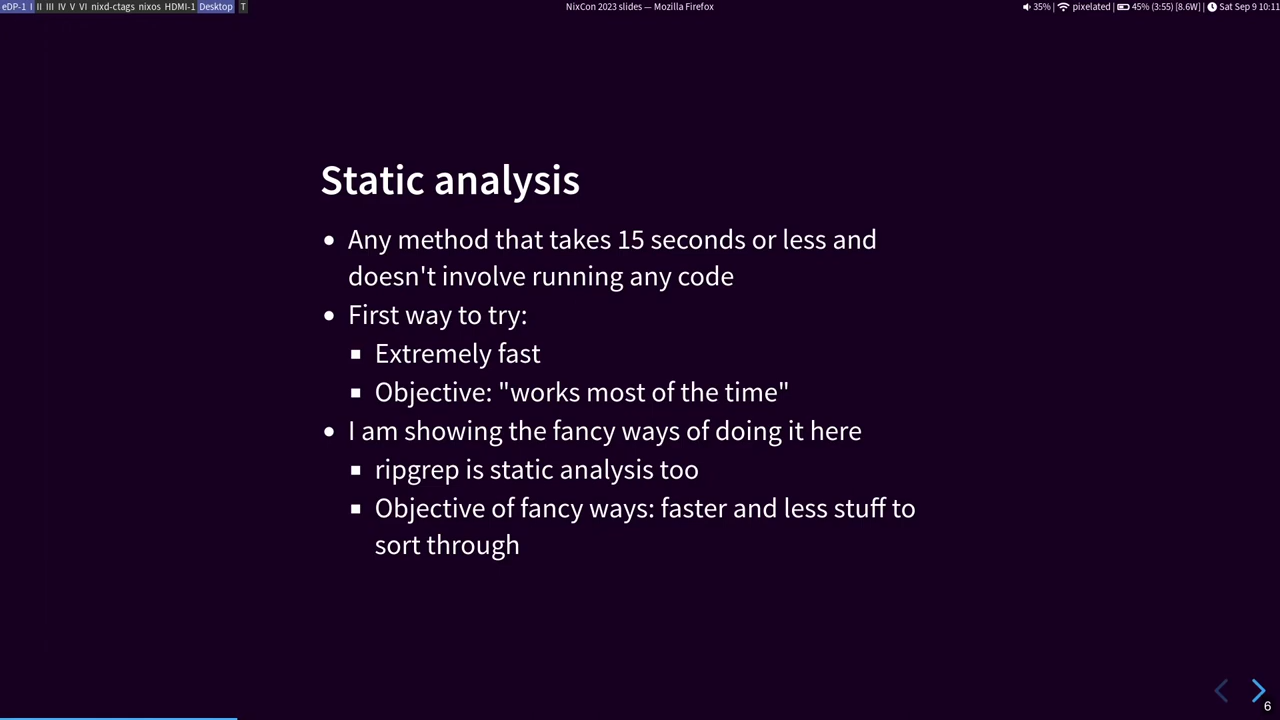 eDP-1 I II III IV V VI nixd-ctags nixos HDMI-1 Desktop T
NixCon 2023 slides — Mozilla Firefox
35% | pixelated | 45% (3:55) [8.6W] | Sat Sep 9 10:11
Static analysis
• Any method that takes 15 seconds or less and
doesn't involve running any code
• First way to try:
▪ Extremely fast
▪ Objective: "works most of the time"
• I am showing the fancy ways of doing it here
▪ ripgrep is static analysis too
▪ Objective of fancy ways: faster and less stuff to
sort through
6